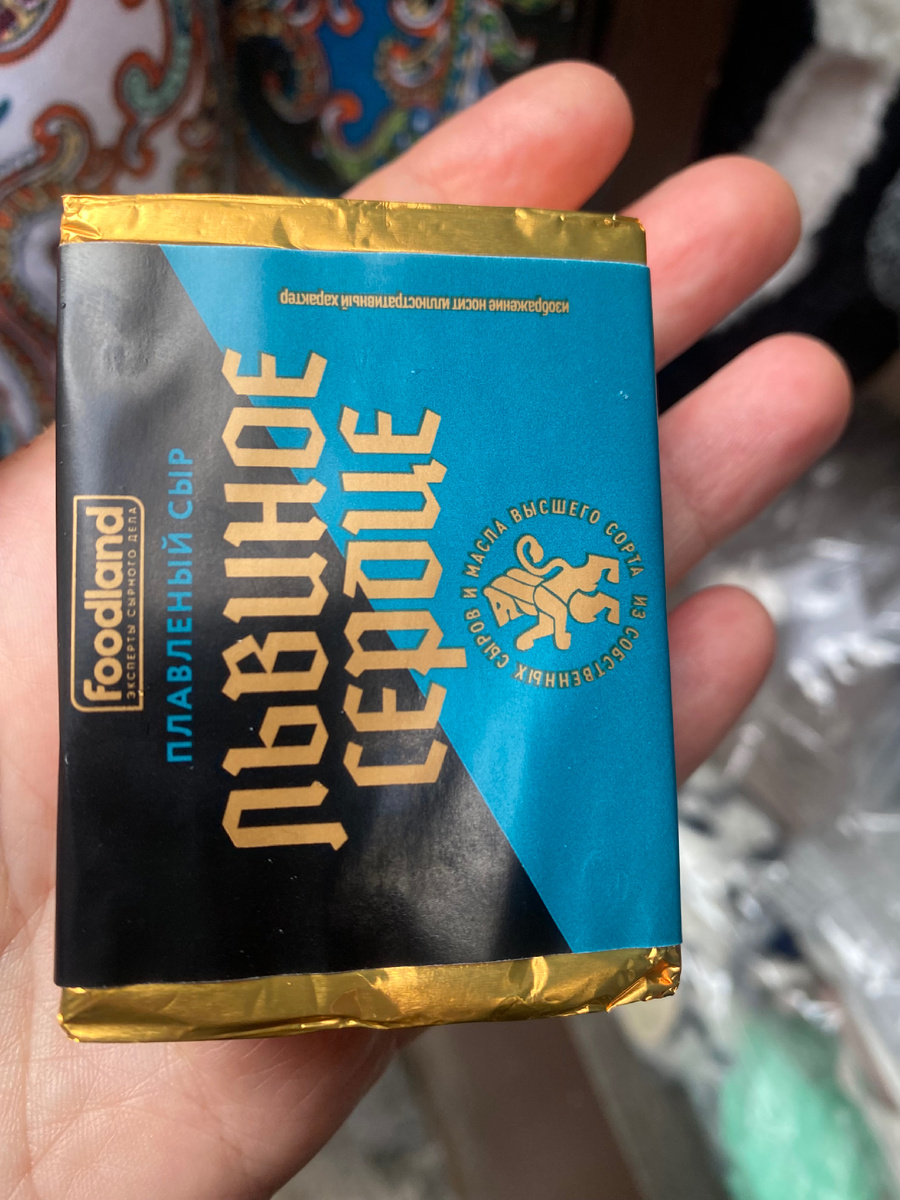 foodland
ЭКСПЕРТЫ СЫРНОГО ДЕЛА
ПЛАВЛЕНЫЙ СЫР
ЛЬВИНОЕ
СЕРДЦЕ
ИЗ СОБСТВЕННЫХ СЫРОВ И МАСЛА ВЫСШЕГО СОРТА
изображение носит иллюстративный характер